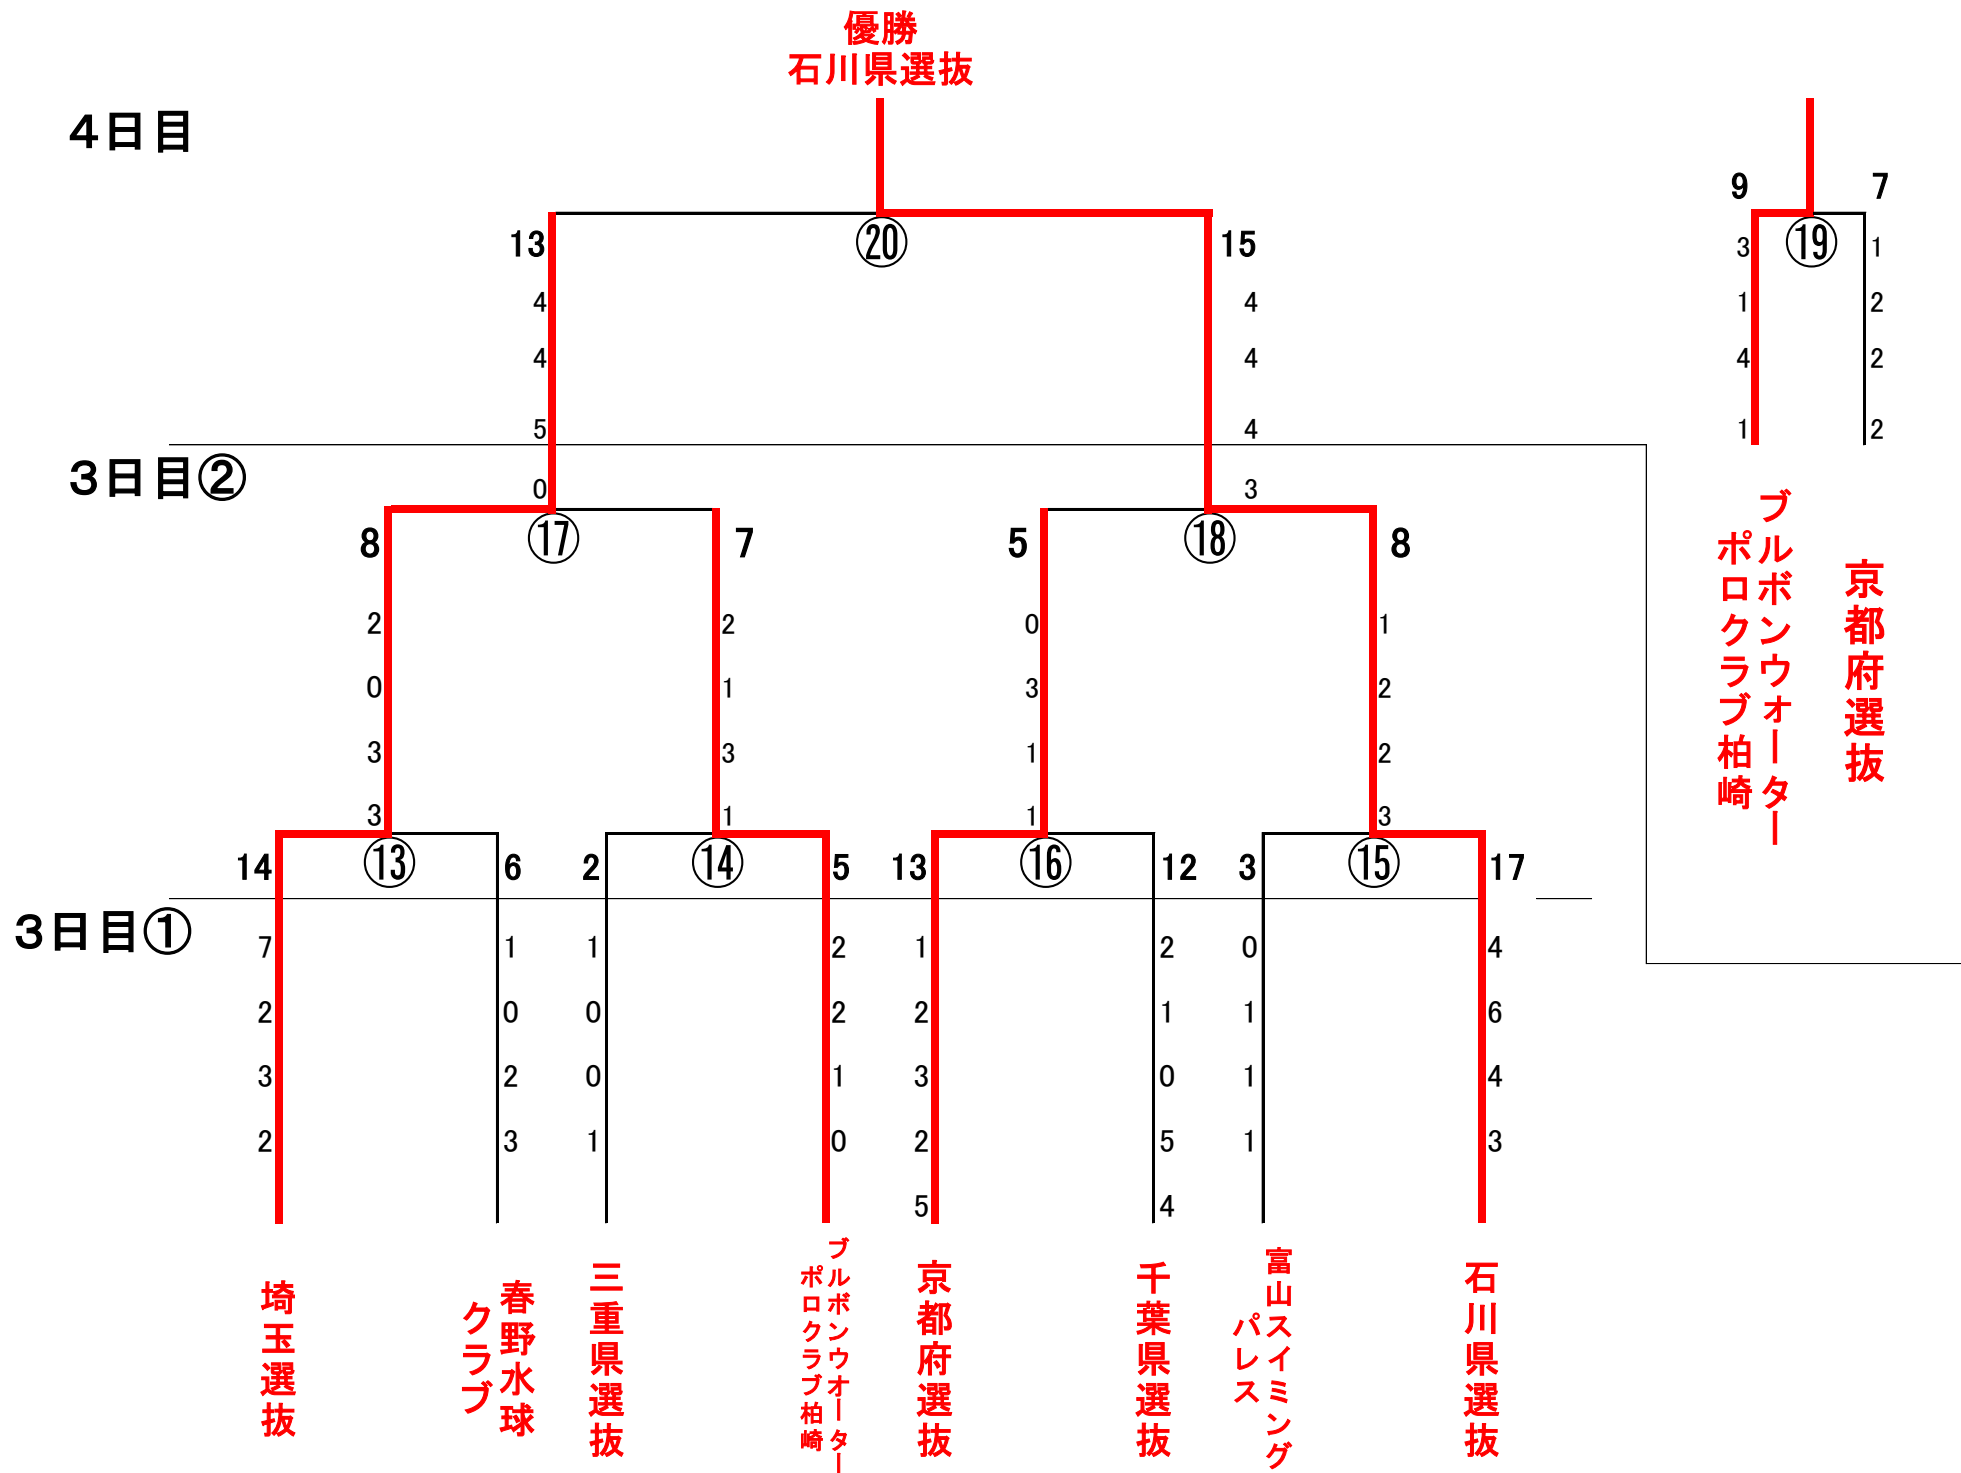 優勝
石川県選抜
４日目
9 7
13 ⑳ 15
3 ⑲ 1
4 4
1 2
4 4
4 2
5 4
1 2
３日目②
0 3
8 ⑰ 7
5 ⑱ 8
ブルボンウォーター
ポロクラブ柏崎
京都府選抜
2 2 0 1
0 1 3 2
3 3 1 2
3 1 1 3
14 ⑬ 6
2 ⑭ 5
13 ⑯ 12
3 ⑮ 17
３日目①
7 1 1 2 1 2 0 4
2 0 0 2 2 1 1 6
3 2 0 1 3 0 1 4
2 3 1 0 2 5 1 3
5 4
埼玉選抜
春野水球
クラブ
三重県選抜
ブルボンウオーター
ポロクラブ柏崎
京都府選抜
千葉県選抜
富山スイミング
パレス
石川県選抜